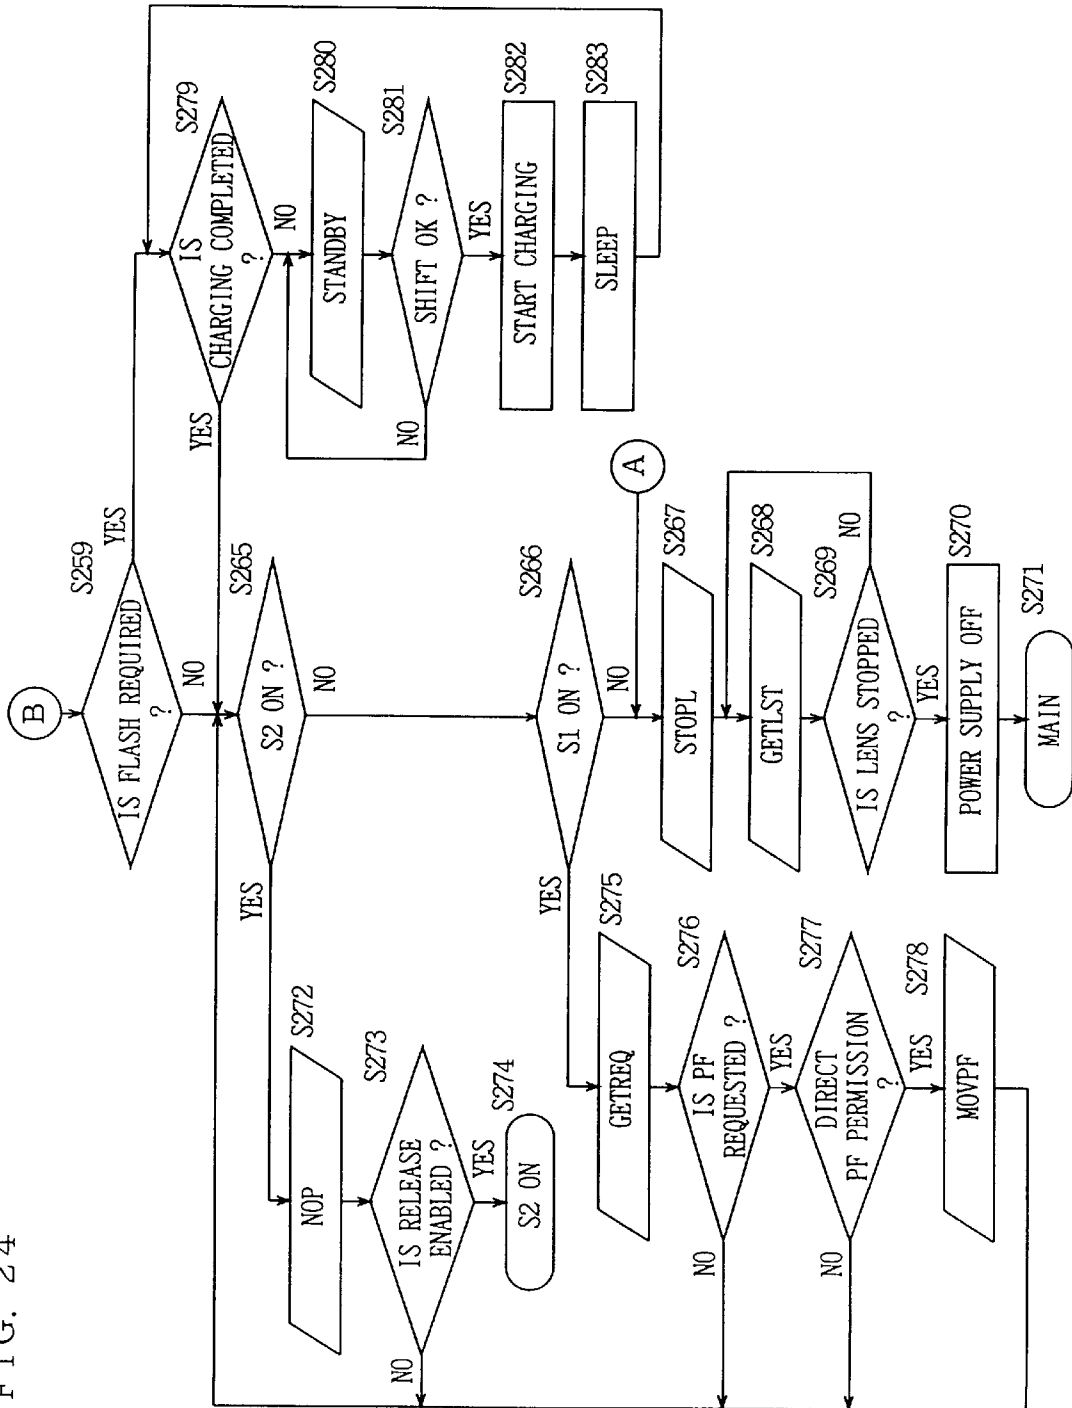 FIG. 24
B
S259
IS FLASH REQUIRED
?
YES
NO
S279
IS
CHARGING COMPLETED
?
YES
NO
S280
STANDBY
S281
SHIFT OK ?
NO
YES
S282
START CHARGING
S283
SLEEP
S265
S2 ON ?
YES
NO
S272
NOP
S273
IS RELEASE
ENABLED ?
NO
YES
S274
S2 ON
S266
S1 ON ?
YES
NO
A
S275
GETREQ
S276
IS PF
REQUESTED ?
NO
YES
S277
DIRECT
PF PERMISSION
?
NO
YES
S278
MOVPF
S267
STOPL
S268
GETLST
S269
IS LENS STOPPED
?
NO
YES
S270
POWER SUPPLY OFF
S271
MAIN